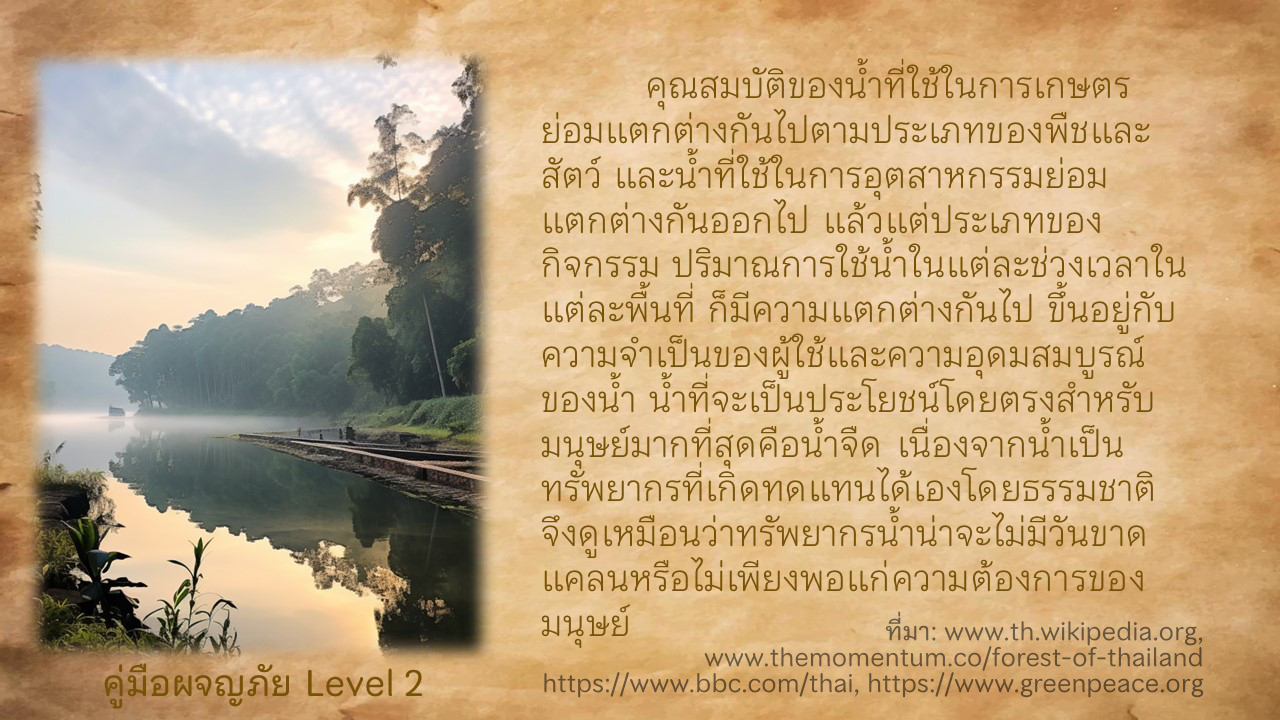 คุณสมบัติของน้ำที่ใช้ในการเกษตร
ย่อมแตกต่างกันไปตามประเภทของพืชและ
สัตว์ และน้ำที่ใช้ในการอุตสาหกรรมย่อม
แตกต่างกันออกไป แล้วแต่ประเภทของ
กิจกรรม ปริมาณการใช้น้ำในแต่ละช่วงเวลาใน
แต่ละพื้นที่ ก็มีความแตกต่างกันไป ขึ้นอยู่กับ
ความจำเป็นของผู้ใช้และความอุดมสมบูรณ์
ของน้ำ น้ำที่จะเป็นประโยชน์โดยตรงสำหรับ
มนุษย์มากที่สุดคือน้ำจืด เนื่องจากน้ำเป็น
ทรัพยากรที่เกิดทดแทนได้เองโดยธรรมชาติ
จึงดูเหมือนว่าทรัพยากรน้ำน่าจะไม่มีวันขาด
แคลนหรือไม่เพียงพอแก่ความต้องการของ
มนุษย์
ที่มา: www.th.wikipedia.org,
www.themomentum.co/forest-of-thailand
https://www.bbc.com/thai, https://www.greenpeace.org
คู่มือผจญภัย Level 2